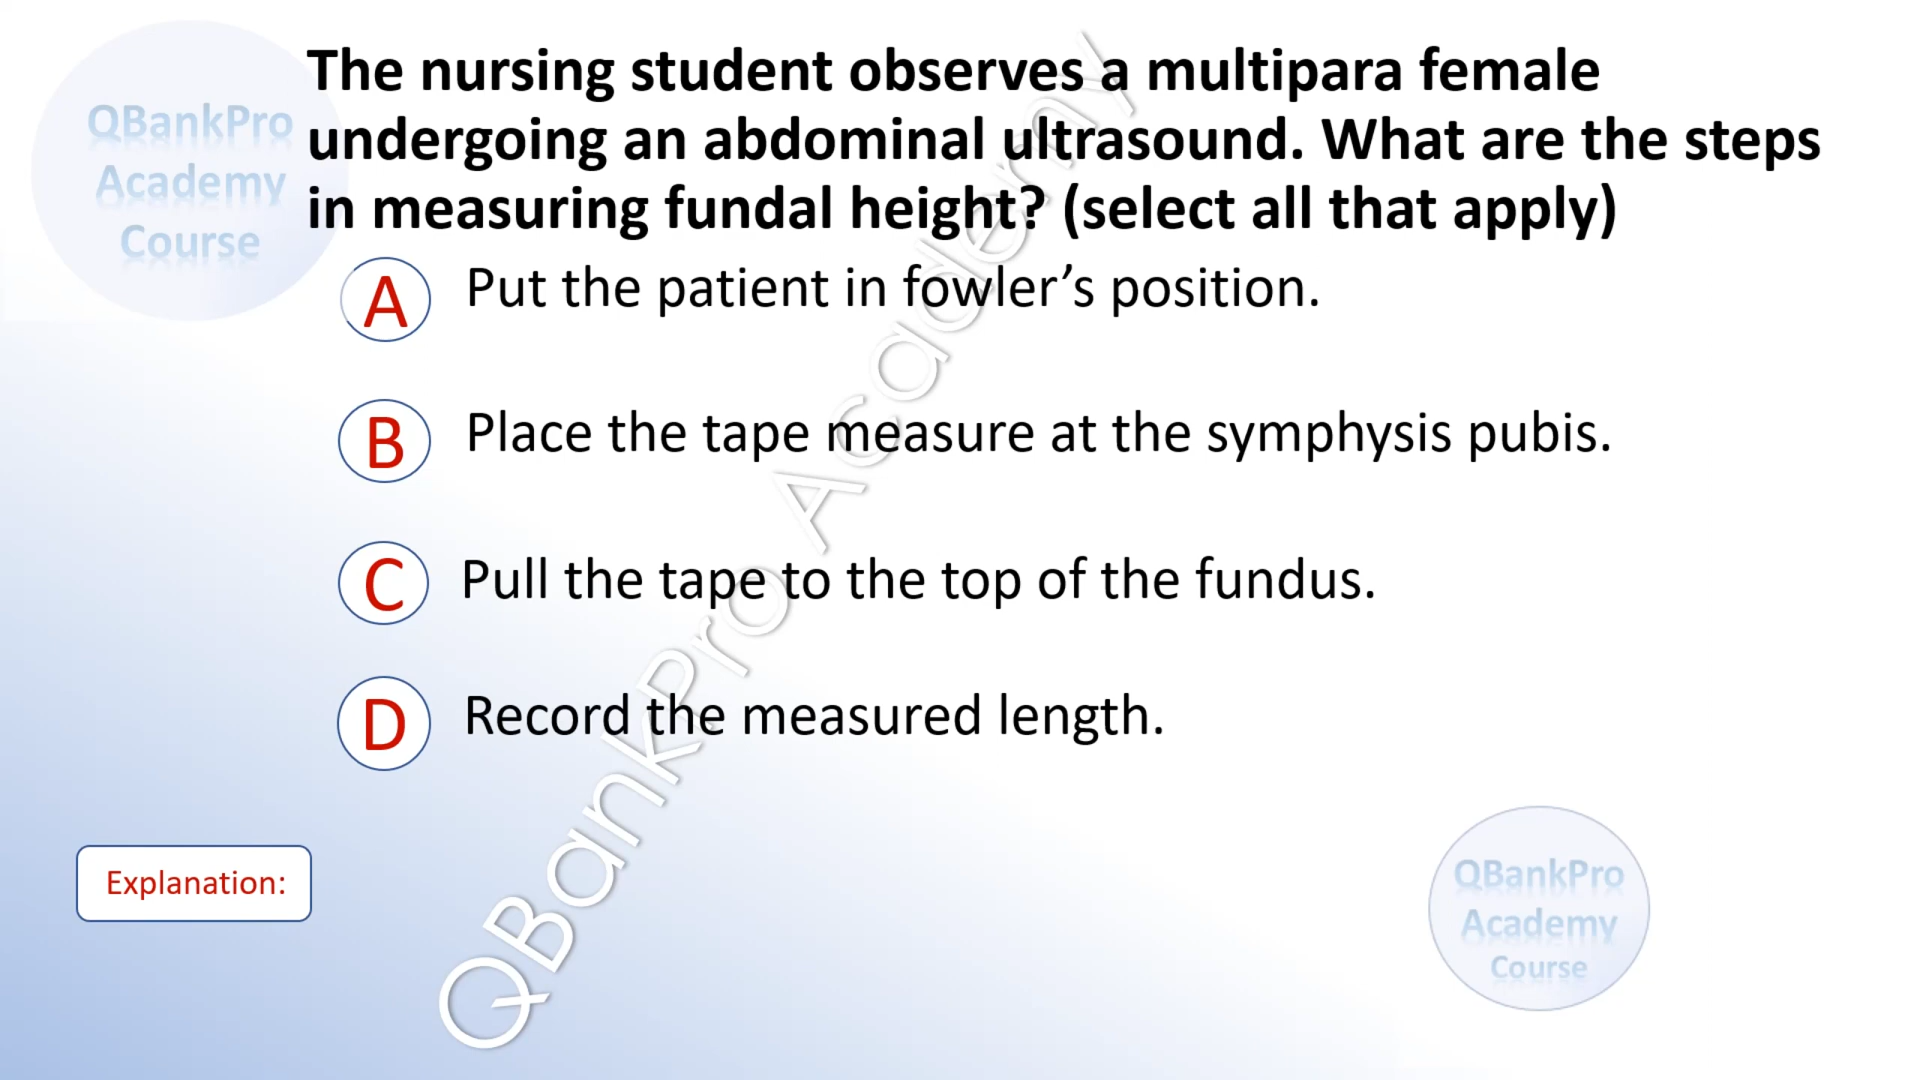 QBankPro
Academy
Course
The nursing student observes a multipara female
undergoing an abdominal ultrasound. What are the steps
in measuring fundal height? (select all that apply)
A Put the patient in fowler’s position.
B Place the tape measure at the symphysis pubis.
C Pull the tape to the top of the fundus.
D Record the measured length.
Explanation:
QBankPro Academy
QBankPro
Academy
Course